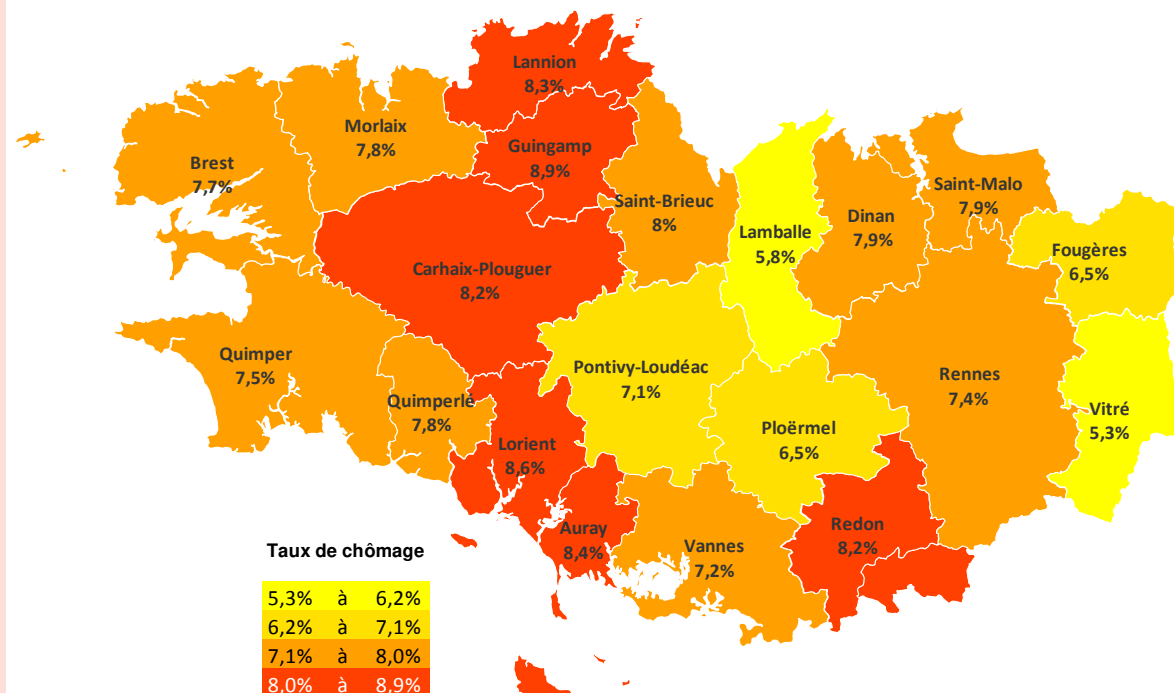 Lannion
8,3%
Morlaix
7,8%
Guingamp
8,9%
Brest
7,7%
Saint-Brieuc
8%
Lamballe
5,8%
Dinan
7,9%
Saint-Malo
7,9%
Fougères
6,5%
Carhaix-Plouguer
8,2%
Quimper
7,5%
Quimperlé
7,8%
Pontivy-Loudéac
7,1%
Rennes
7,4%
Vitré
5,3%
Ploërmel
6,5%
Lorient
8,6%
Auray
8,4%
Vannes
7,2%
Redon
8,2%
Taux de chômage
5,3% à 6,2%
6,2% à 7,1%
7,1% à 8,0%
8,0% à 8,9%